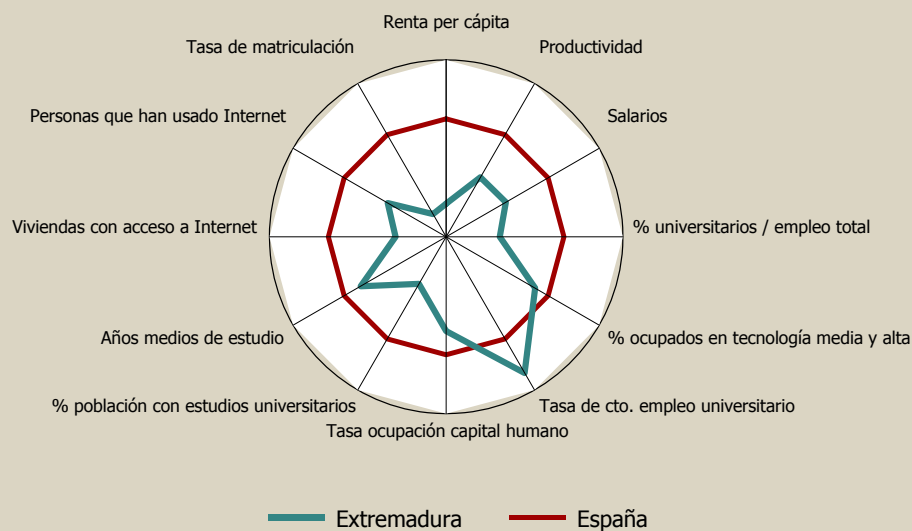 Renta per cápita
Tasa de matriculación
Productividad
Personas que han usado Internet
Salarios
Viviendas con acceso a Internet
% universitarios / empleo total
Años medios de estudio
% ocupados en tecnología media y alta
% población con estudios universitarios
Tasa de cto. empleo universitario
Tasa ocupación capital humano
Extremadura
España